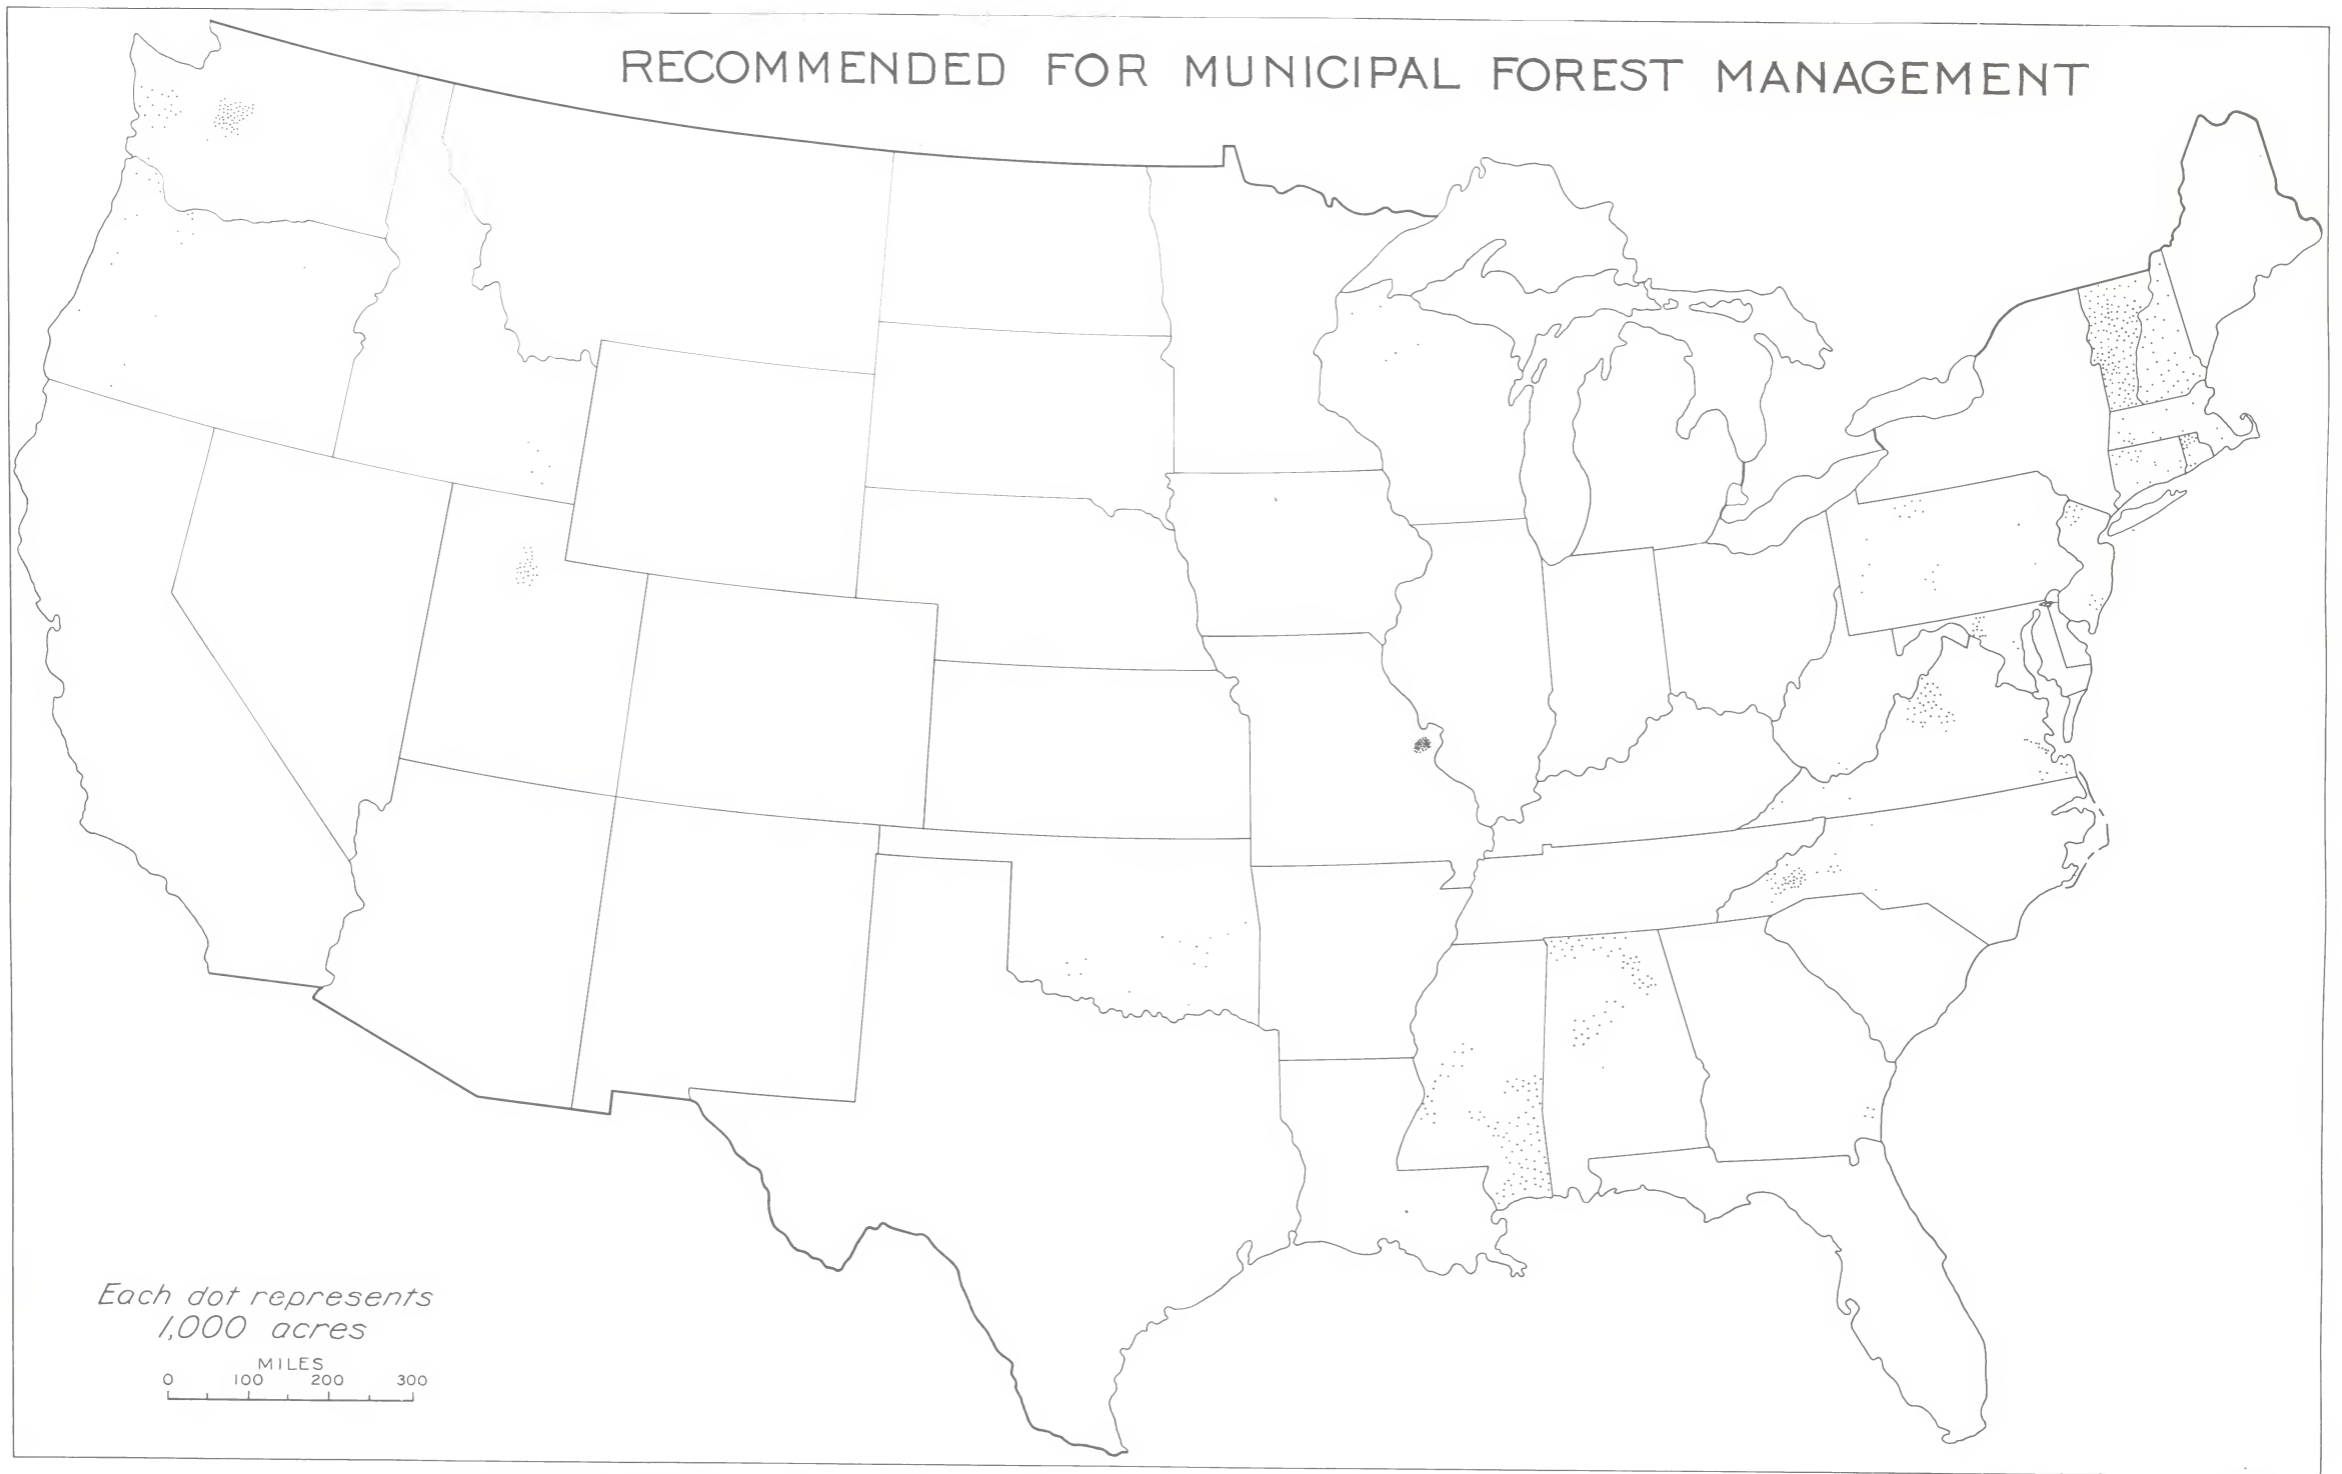 RECOMMENDED FOR MUNICIPAL FOREST MANAGEMENT
Each dot represents
1,000 acres
MILES
0 100 200 300